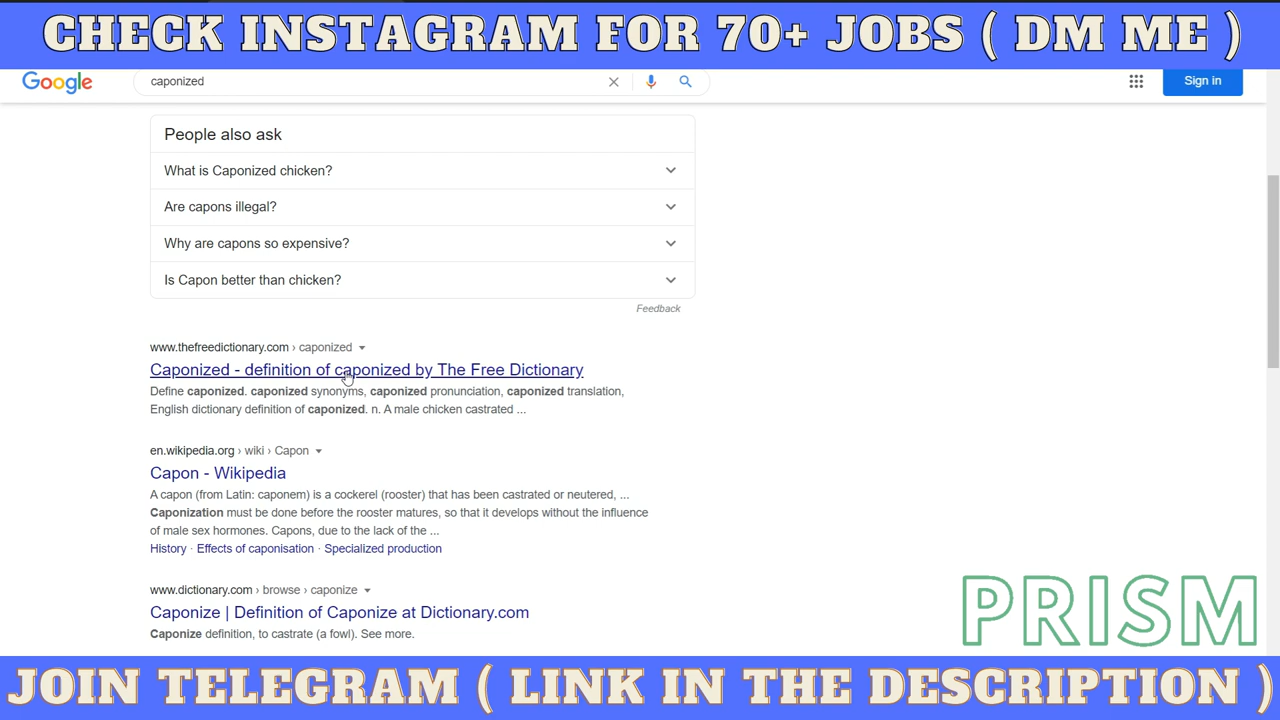 CHECK INSTAGRAM FOR 70+ JOBS ( DM ME )
Google
caponized
Sign in
People also ask
What is Caponized chicken?
Are capons illegal?
Why are capons so expensive?
Is Capon better than chicken?
Feedback
www.thefreedictionary.com › caponized
Caponized - definition of caponized by The Free Dictionary
Define caponized. caponized synonyms, caponized pronunciation, caponized translation,
English dictionary definition of caponized. n. A male chicken castrated ...
en.wikipedia.org › wiki › Capon
Capon - Wikipedia
A capon (from Latin: caponem) is a cockerel (rooster) that has been castrated or neutered, ...
Caponization must be done before the rooster matures, so that it develops without the influence
of male sex hormones. Capons, due to the lack of the ...
History · Effects of caponisation · Specialized production
www.dictionary.com › browse › caponize
Caponize | Definition of Caponize at Dictionary.com
Caponize definition, to castrate (a fowl). See more.
PRISM
JOIN TELEGRAM ( LINK IN THE DESCRIPTION )